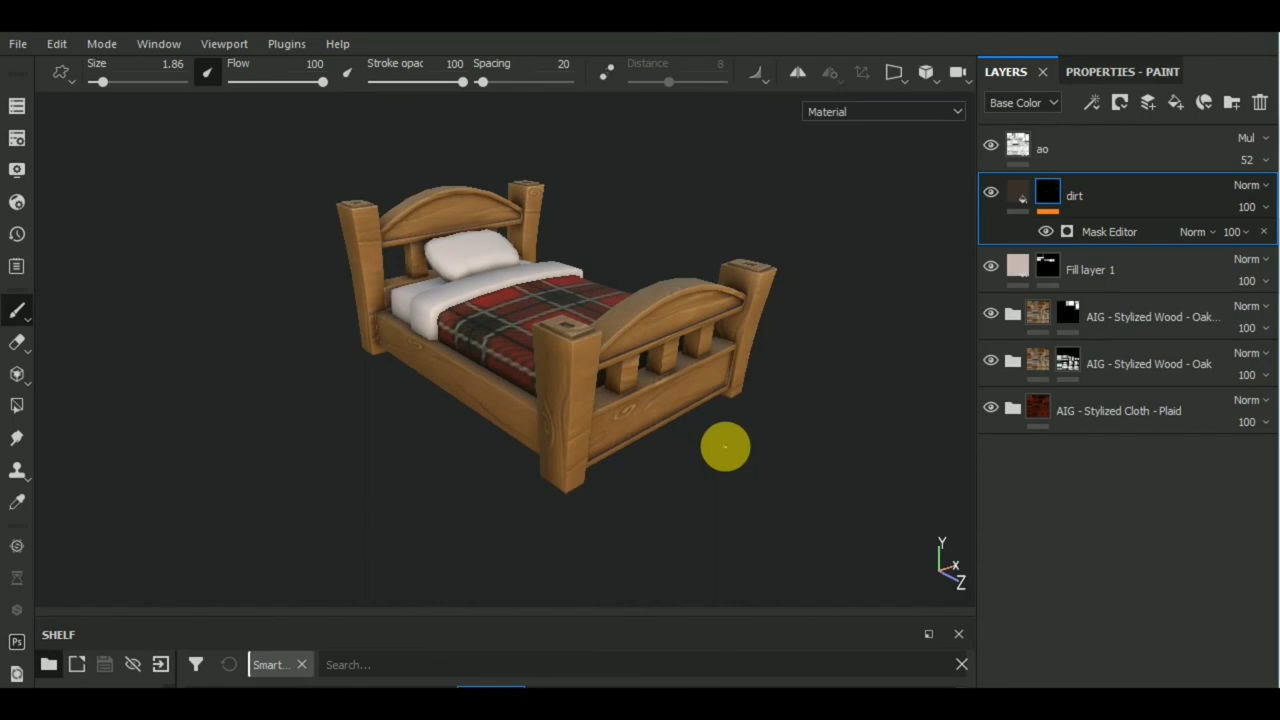 File Edit Mode Window Viewport Plugins Help
Size 1.86 Flow 100 Stroke opac 100 Spacing 20 Distance 8
Material
LAYERS PROPERTIES - PAINT
Base Color
ao Mul
52
dirt Norm
100
Mask Editor Norm 100
Fill layer 1 Norm
100
AIG - Stylized Wood - Oak... Norm
100
AIG - Stylized Wood - Oak Norm
100
AIG - Stylized Cloth - Plaid Norm
100
Y
X
Z
Ps
SHELF
Smart... Search...